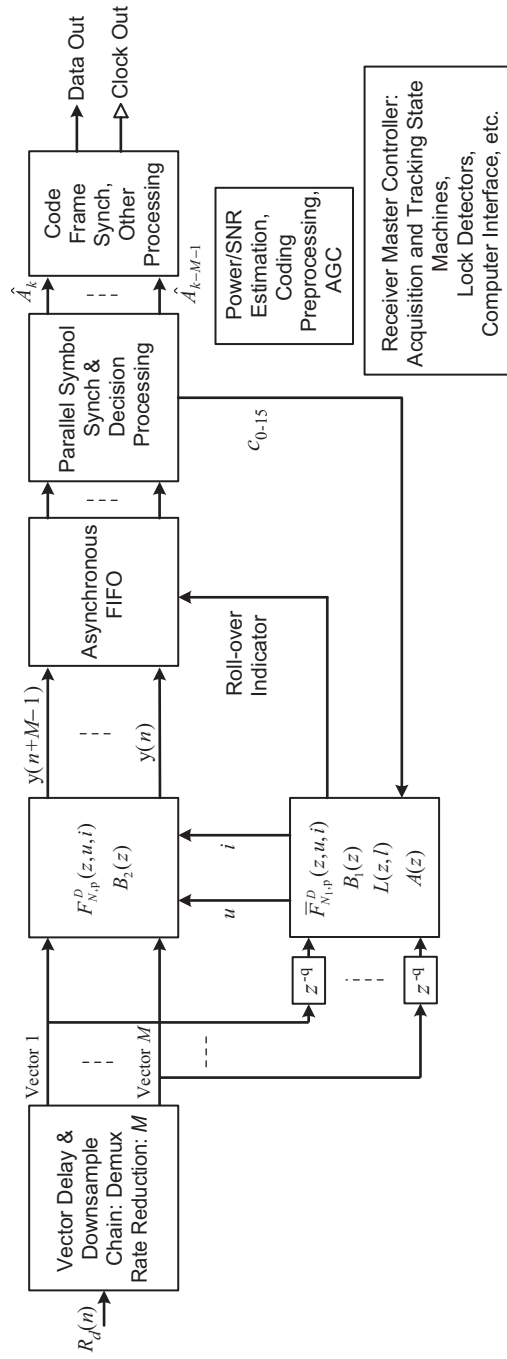 R_d(n)
Vector Delay &
Downsample
Chain: Demux
Rate Reduction: M
Vector 1
Vector M
z^-q
z^-q
F^D_{N,p}(z,u,i)
B_2(z)
u
i
F̅^D_{N_1,p}(z,u,i)
B_1(z)
L(z,l)
A(z)
y(n+M−1)
y(n)
Asynchronous
FIFO
Roll-over
Indicator
Parallel Symbol
Synch &
Decision
Processing
c_{0-15}
Â_k
Â_{k−M−1}
Code
Frame
Synch,
Other
Processing
Data Out
Clock Out
Power/SNR
Estimation,
Coding
Preprocessing,
AGC
Receiver Master Controller:
Acquisition and Tracking State
Machines,
Lock Detectors,
Computer Interface, etc.